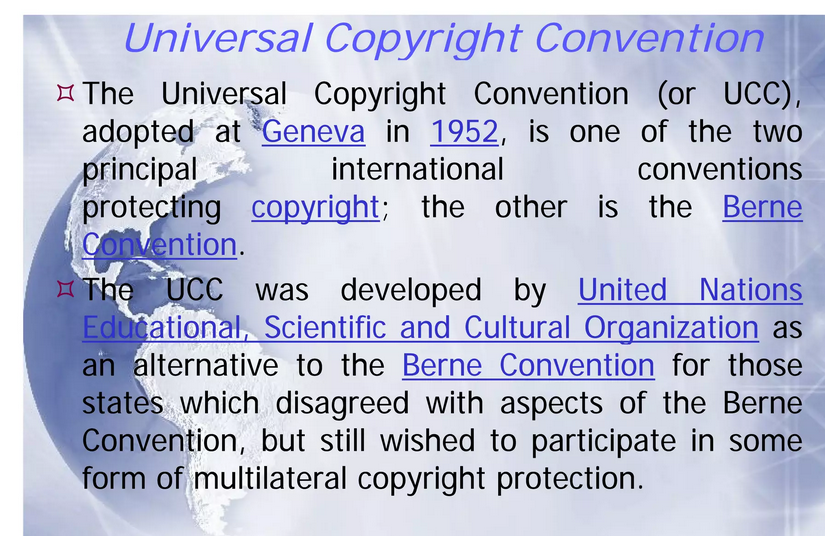 Universal Copyright Convention
The Universal Copyright Convention (or UCC),
adopted at Geneva in 1952, is one of the two
principal international conventions
protecting copyright; the other is the Berne
Convention.
The UCC was developed by United Nations
Educational, Scientific and Cultural Organization as
an alternative to the Berne Convention for those
states which disagreed with aspects of the Berne
Convention, but still wished to participate in some
form of multilateral copyright protection.